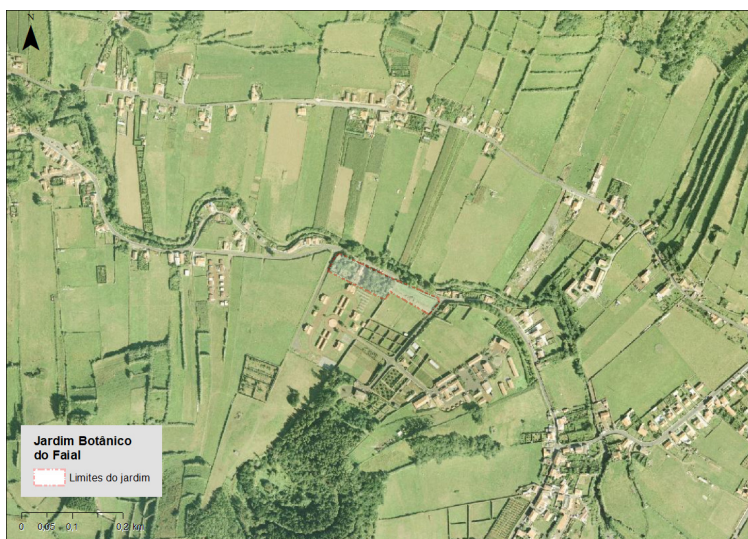 N
Jardim Botânico
do Faial
Limites do jardim
0 0,05 0,1 0,2 km